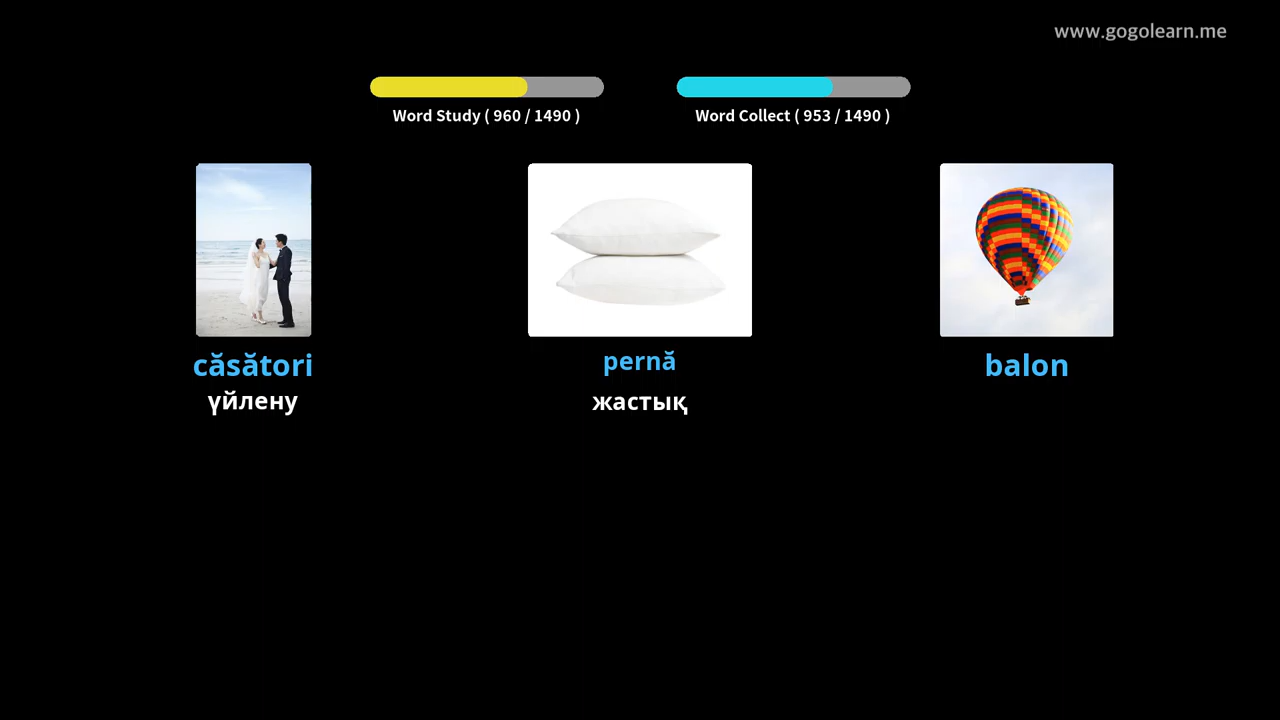 www.gogolearn.me
Word Study ( 960 / 1490 )
Word Collect ( 953 / 1490 )
căsători
үйлену
pernă
жастық
balon